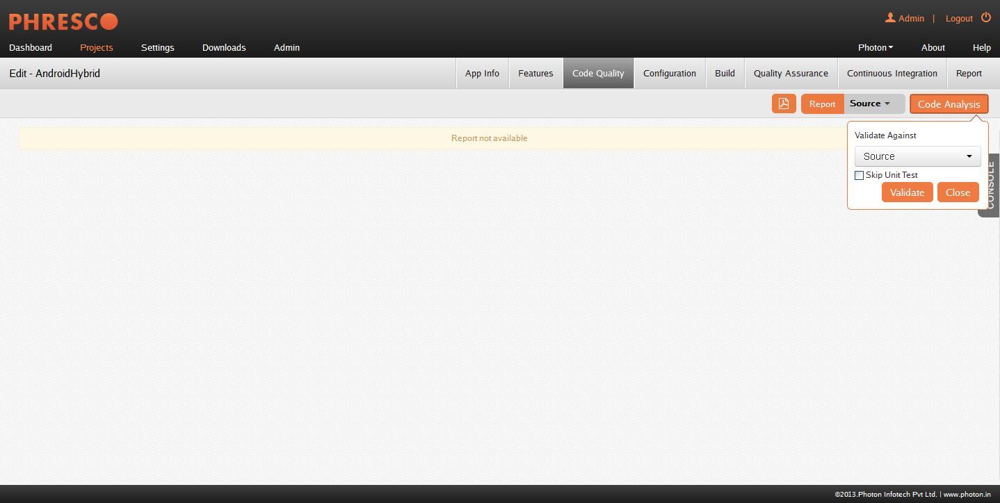 PHRESCO
Admin | Logout
Dashboard Projects Settings Downloads Admin Photon About Help
Edit - AndroidHybrid App Info Features Code Quality Configuration Build Quality Assurance Continuous Integration Report
Report Source Code Analysis
Report not available
Validate Against
Source
Skip Unit Test
Validate Close
CONSOLE
©2013.Photon Infotech Pvt Ltd. | www.photon.in